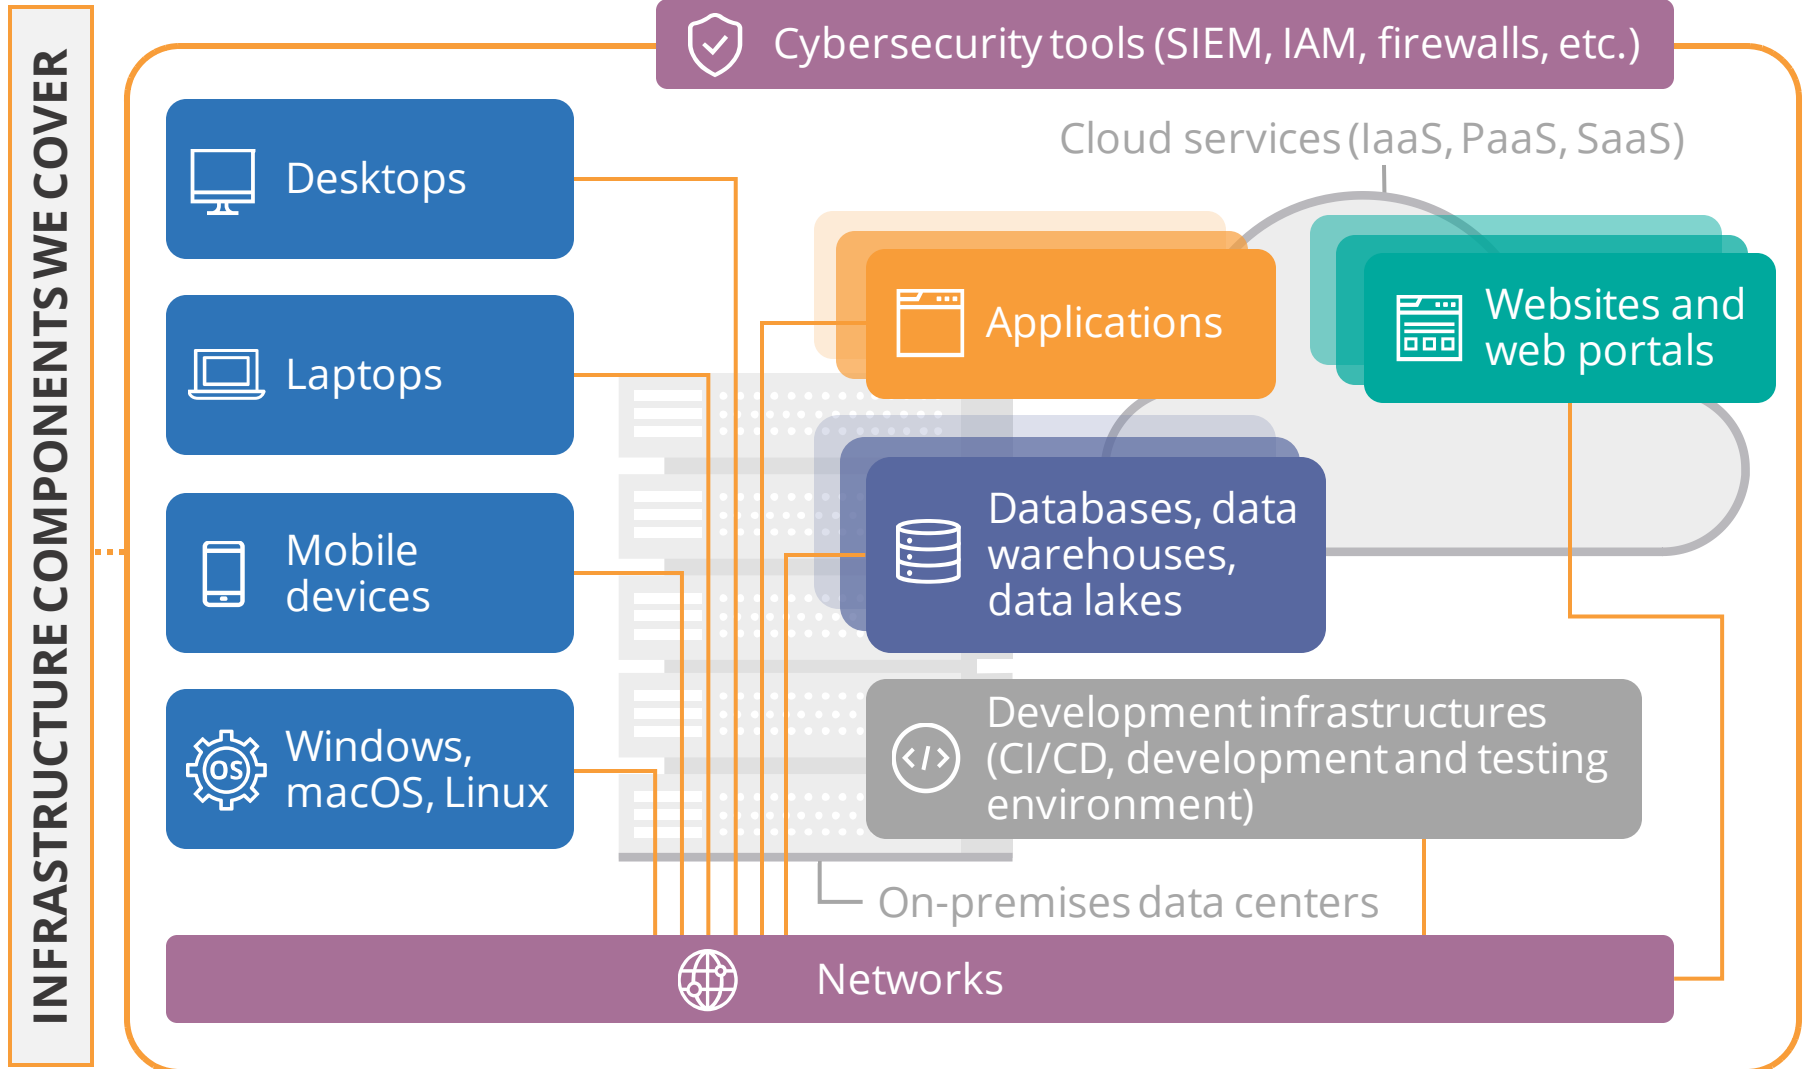 INFRASTRUCTURE COMPONENTS WE COVER
Cybersecurity tools (SIEM, IAM, firewalls, etc.)
Desktops
Laptops
Mobile
devices
OS
Windows,
macOS, Linux
Cloud services (IaaS, PaaS, SaaS)
Applications
Websites and
web portals
Databases, data
warehouses,
data lakes
Development infrastructures
(CI/CD, development and testing
environment)
On-premises data centers
Networks